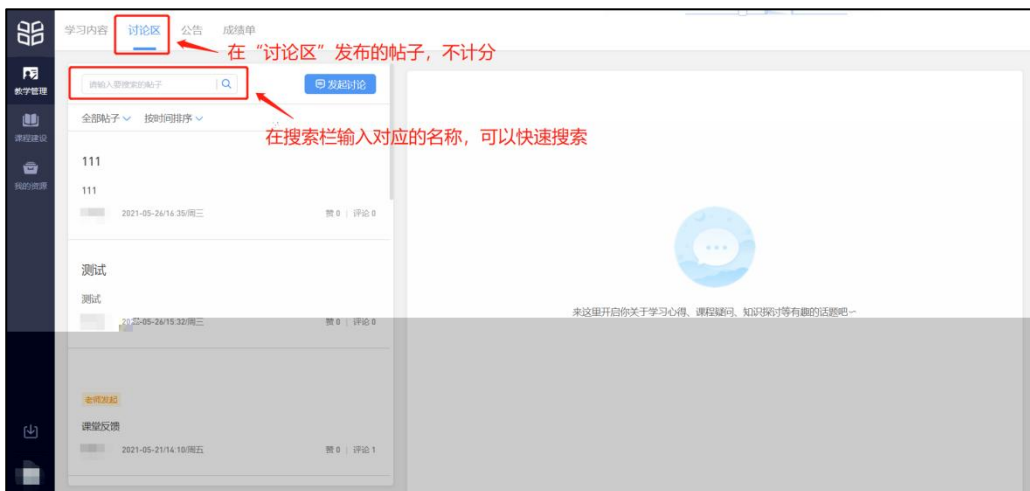 学习内容 讨论区 公告 成绩单
在“讨论区”发布的帖子，不计分
教学管理
课程建设
我的资源
请输入要搜索的帖子
发起讨论
全部帖子 按时间排序
在搜索栏输入对应的名称，可以快速搜索
111
111
2021-05-26/16:35/周三 赞 0 | 评论 0
测试
测试
2021-05-26/15:32/周三 赞 0 | 评论 0
来这里开启你关于学习心得、课程疑问、知识探讨等有趣的话题吧~
老师发起
课堂反馈
2021-05-21/14:10/周五 赞 0 | 评论 1